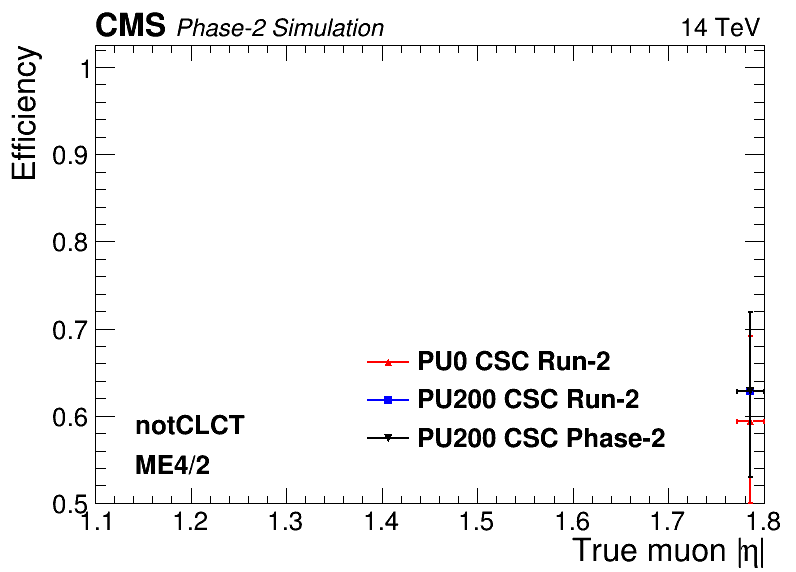 CMS Phase-2 Simulation 14 TeV
Efficiency
1
0.9
0.8
0.7
0.6
0.5
PU0 CSC Run-2
PU200 CSC Run-2
PU200 CSC Phase-2
notCLCT
ME4/2
1.1 1.2 1.3 1.4 1.5 1.6 1.7 1.8
True muon |η|